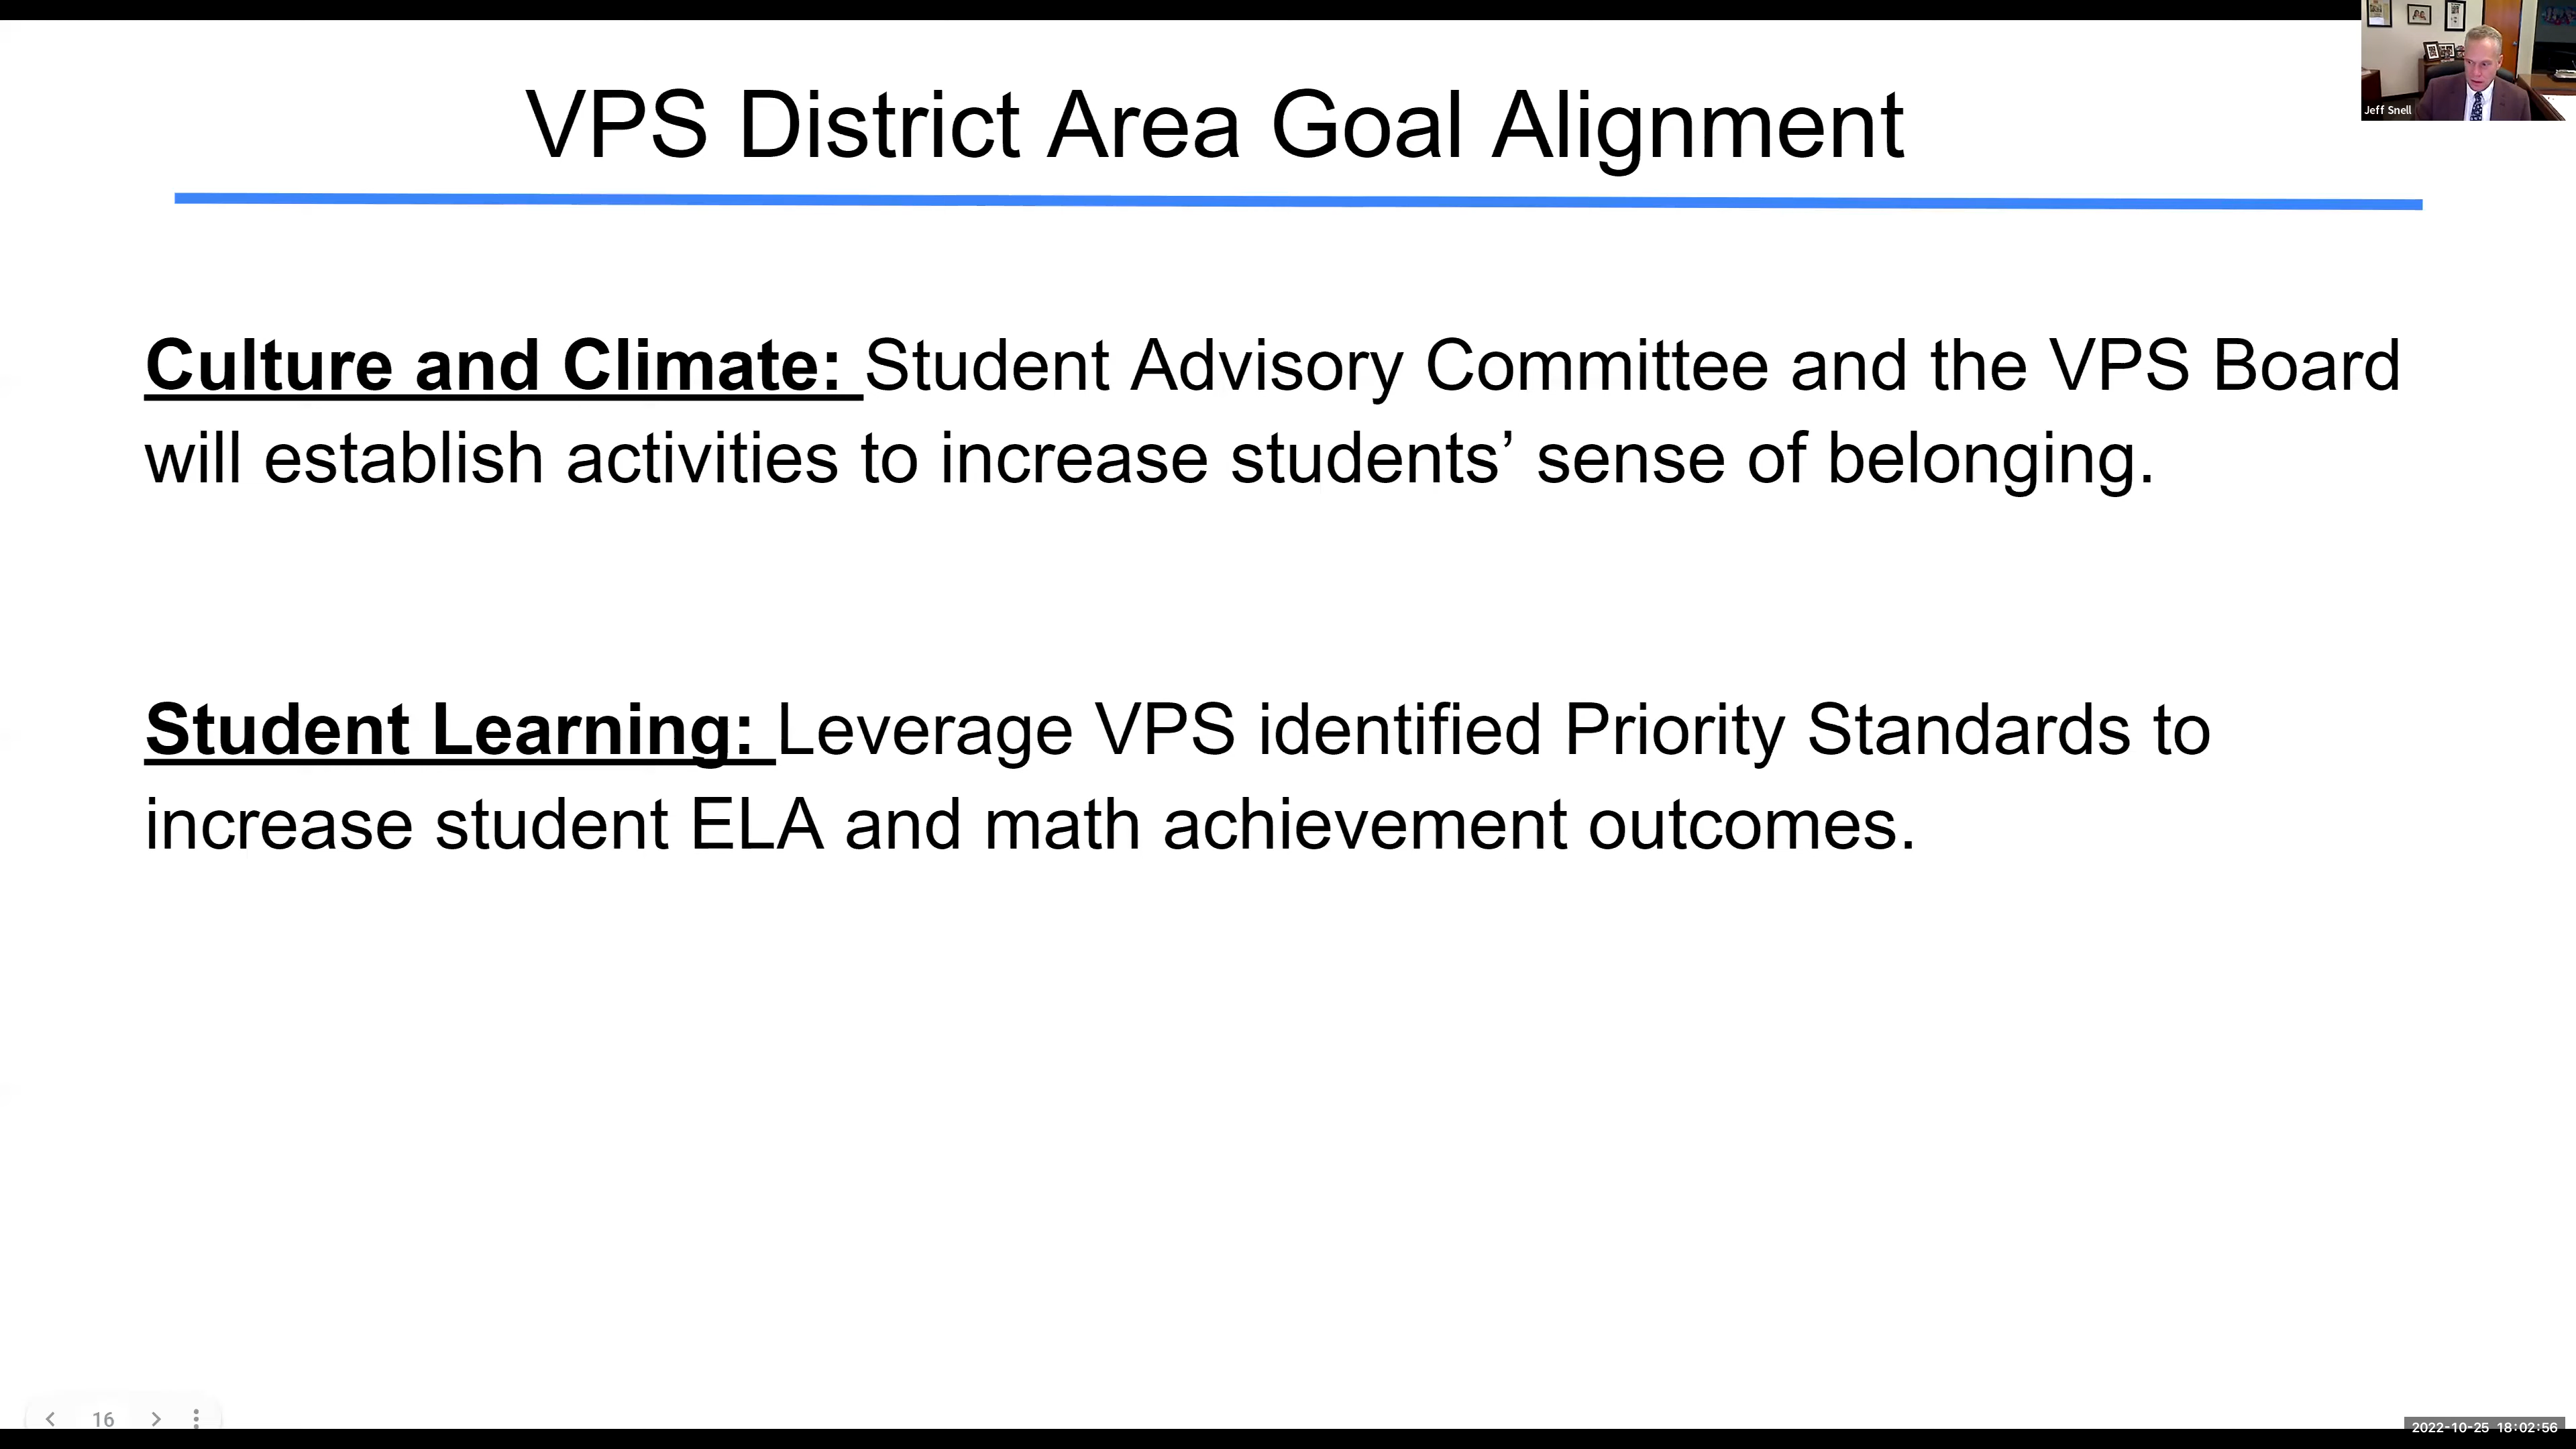 VPS District Area Goal Alignment
Jeff Snell
Culture and Climate: Student Advisory Committee and the VPS Board
will establish activities to increase students’ sense of belonging.
Student Learning: Leverage VPS identified Priority Standards to
increase student ELA and math achievement outcomes.
16
2022-10-25 18:02:56